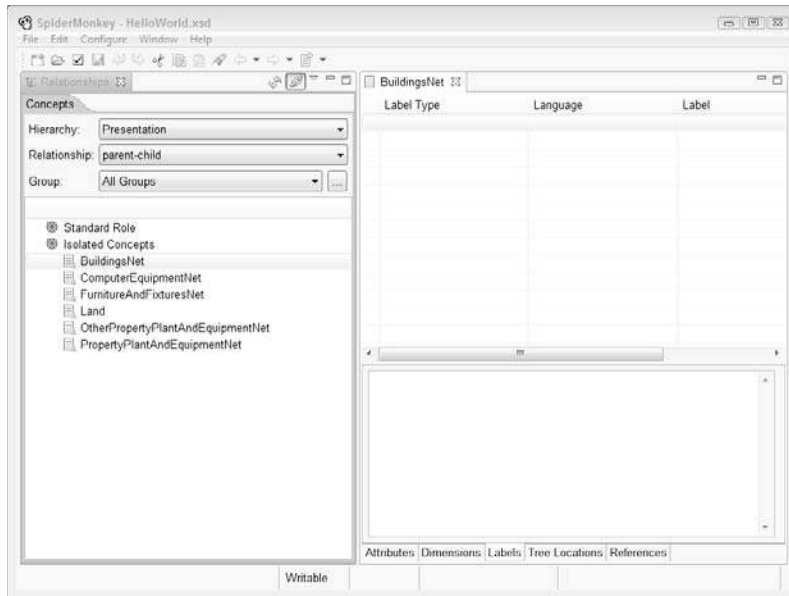 SpiderMonkey - HelloWorld.xsd
File Edit Configure Window Help
Relationships
BuildingsNet
Concepts
Label Type Language Label
Hierarchy: Presentation
Relationship: parent-child
Group: All Groups ...
Standard Role
Isolated Concepts
BuildingsNet
ComputerEquipmentNet
FurnitureAndFixturesNet
Land
OtherPropertyPlantAndEquipmentNet
PropertyPlantAndEquipmentNet
Attributes Dimensions Labels Tree Locations References
Writable